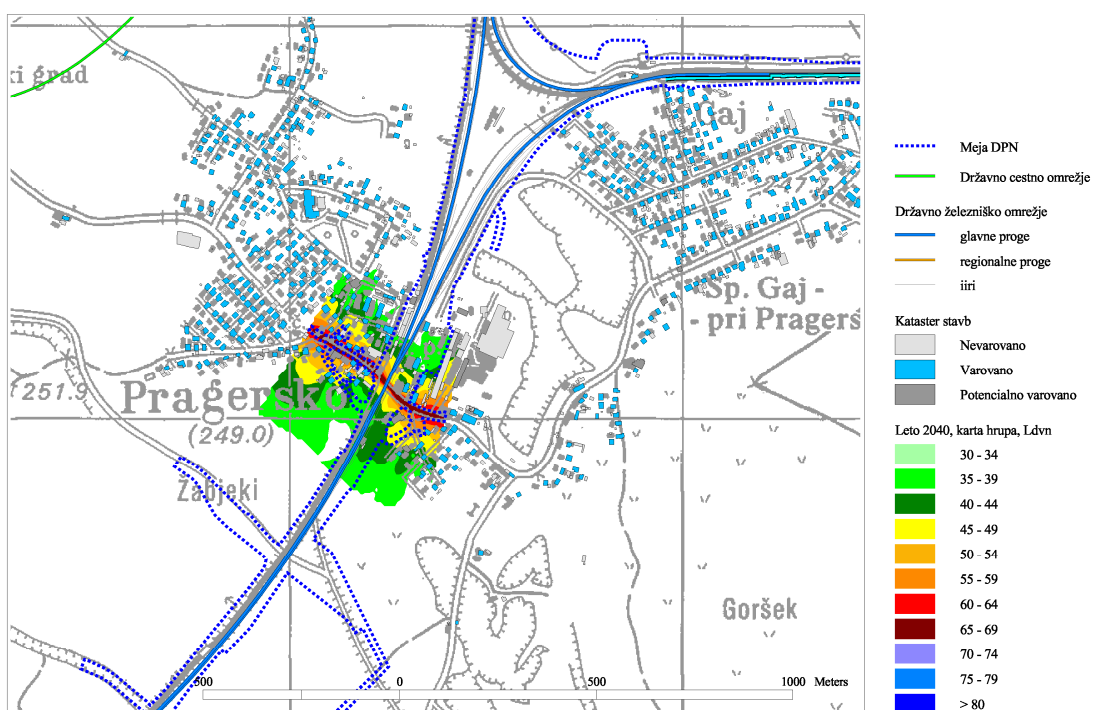 ki grad
Gaj
Sp. Gaj -
- pri Pragers
251.9
Pragersko
(249.0)
Žabjeki
Goršek
500 0 500 1000 Meters
Meja DPN
Državno cestno omrežje
Državno železniško omrežje
glavne proge
regionalne proge
iiri
Kataster stavb
Nevarovano
Varovano
Potencialno varovano
Leto 2040, karta hrupa, Ldvn
30 - 34
35 - 39
40 - 44
45 - 49
50 - 54
55 - 59
60 - 64
65 - 69
70 - 74
75 - 79
> 80